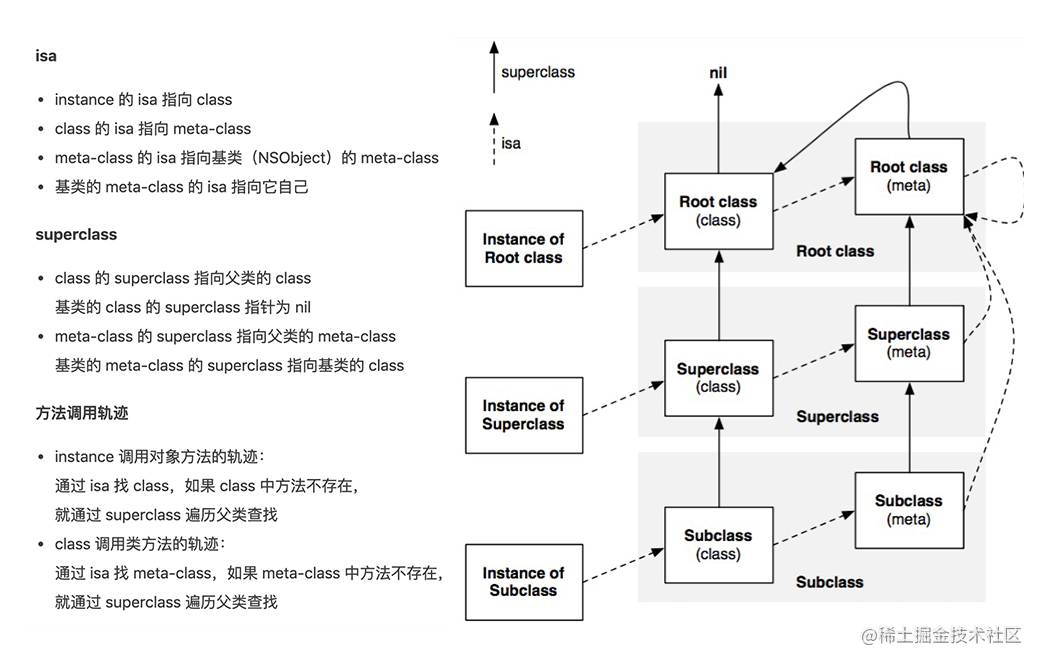 isa
• instance 的 isa 指向 class
• class 的 isa 指向 meta-class
• meta-class 的 isa 指向基类（NSObject）的 meta-class
• 基类的 meta-class 的 isa 指向它自己
superclass
• class 的 superclass 指向父类的 class
基类的 class 的 superclass 指针为 nil
• meta-class 的 superclass 指向父类的 meta-class
基类的 meta-class 的 superclass 指向基类的 class
方法调用轨迹
• instance 调用对象方法的轨迹：
通过 isa 找 class，如果 class 中方法不存在，
就通过 superclass 遍历父类查找
• class 调用类方法的轨迹：
通过 isa 找 meta-class，如果 meta-class 中方法不存在，
就通过 superclass 遍历父类查找
superclass
isa
nil
Instance of
Root class
Root class
(class)
Root class
(meta)
Root class
Instance of
Superclass
Superclass
(class)
Superclass
(meta)
Superclass
Instance of
Subclass
Subclass
(class)
Subclass
(meta)
Subclass
@稀土掘金技术社区